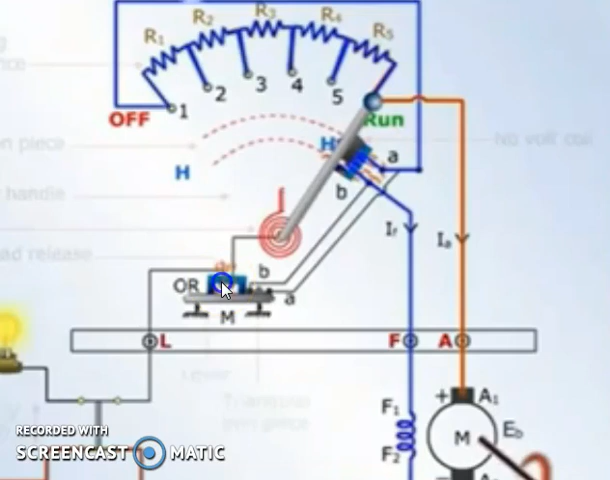 R₁ R₂ R₃ R₄ R₅
OFF 1 2 3 4 5
Run
H H
a
b
If Ia
OR b
a
M
L F A
F₁ + A₁
M Eb
F₂
RECORDED WITH
SCREENCAST MATIC